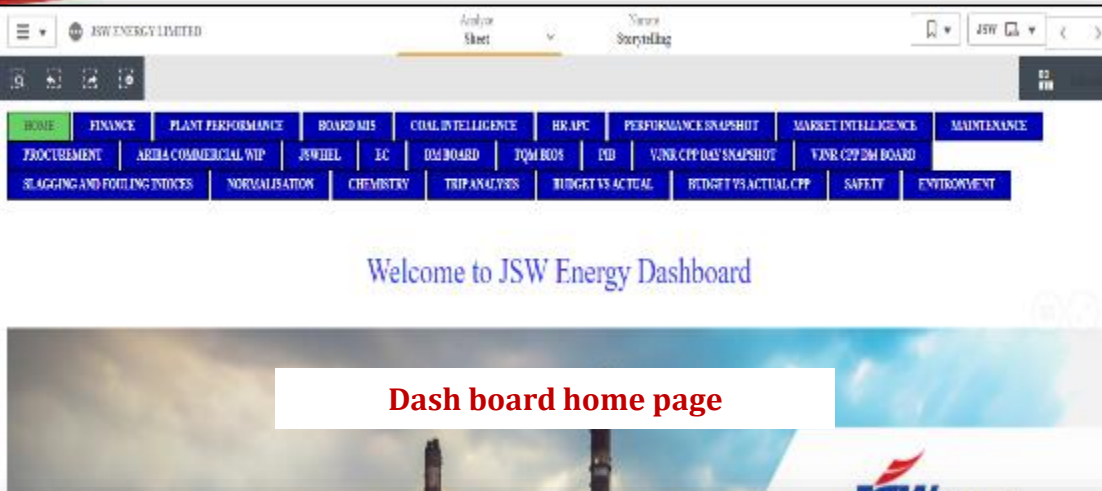 JSW ENERGY LIMITED
Analyze
Sheet
Narrate
Storytelling
JSW
HOME FINANCE PLANT PERFORMANCE BOARD MIS COAL INTELLIGENCE HR APC PERFORMANCE SNAPSHOT MARKET INTELLIGENCE MAINTENANCE
PROCUREMENT ARIBA COMMERCIAL WIP JSWHEL EC DM BOARD TQM BIOS PIB VJNR CPP DAY SNAPSHOT VJNR CPP DM BOARD
SLAGGING AND FOULING INDICES NORMALISATION CHEMISTRY TRIP ANALYSIS BUDGET VS ACTUAL BUDGET VS ACTUAL CPP SAFETY ENVIRONMENT
Welcome to JSW Energy Dashboard
Dash board home page